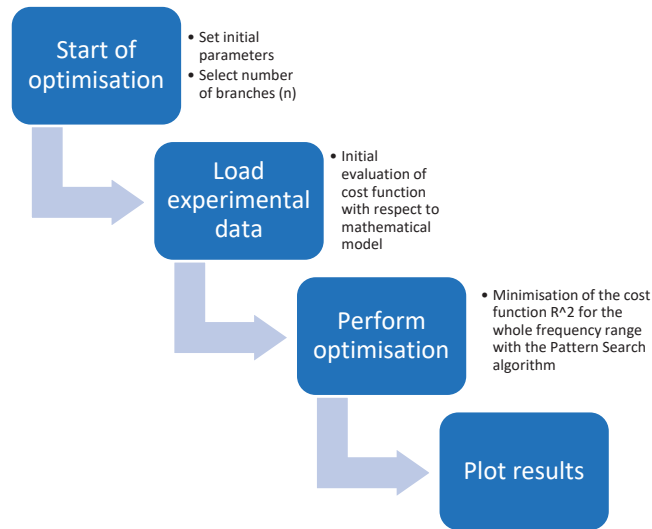 Start of
optimisation
• Set initial
parameters
• Select number
of branches (n)
Load
experimental
data
• Initial
evaluation of
cost function
with respect to
mathematical
model
Perform
optimisation
• Minimisation of the cost
function R^2 for the
whole frequency range
with the Pattern Search
algorithm
Plot results